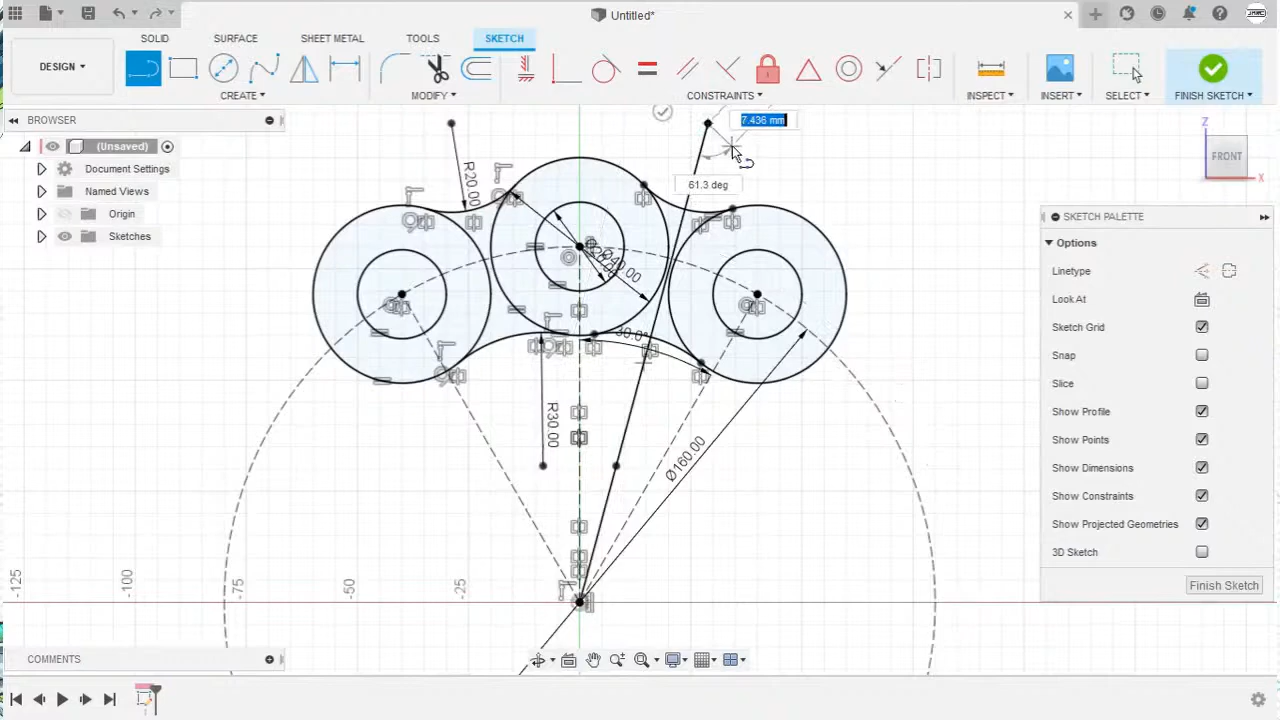 Untitled*
DESIGN
SOLID
SURFACE
SHEET METAL
TOOLS
SKETCH
CREATE
MODIFY
CONSTRAINTS
INSPECT
INSERT
SELECT
FINISH SKETCH
BROWSER
(Unsaved)
Document Settings
Named Views
Origin
Sketches
7.436 mm
61.3 deg
R20.00
Ø40.00
30.0°
R30.00
Ø160.00
-125
-100
-75
-50
-25
Z
FRONT
X
SKETCH PALETTE
Options
Linetype
Look At
Sketch Grid
Snap
Slice
Show Profile
Show Points
Show Dimensions
Show Constraints
Show Projected Geometries
3D Sketch
Finish Sketch
COMMENTS